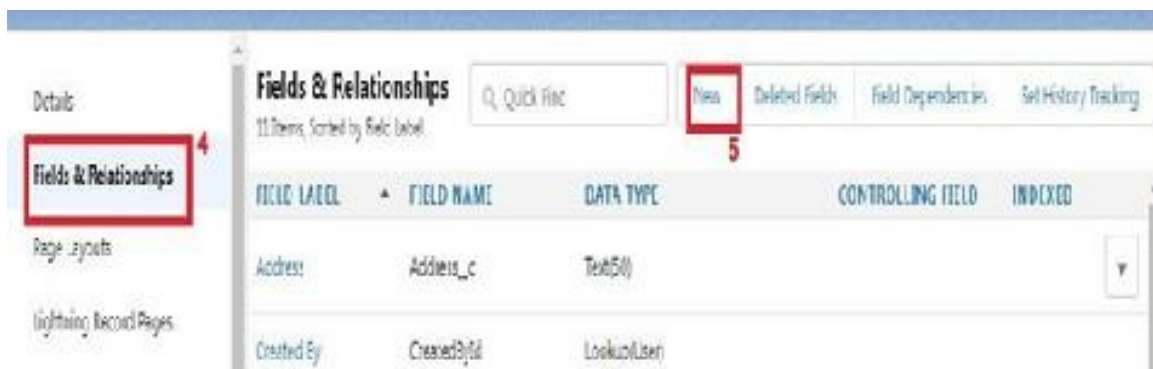 Details
Fields & Relationships
4
Page Layouts
Lightning Record Pages
Fields & Relationships
11 Items, Sorted by Field Label
Quick Find
New
Deleted Fields
Field Dependencies
Set History Tracking
5
FIELD LABEL
FIELD NAME
DATA TYPE
CONTROLLING FIELD
INDEXED
Address
Address_c
Text(50)
Created By
CreatedById
Lookup(User)